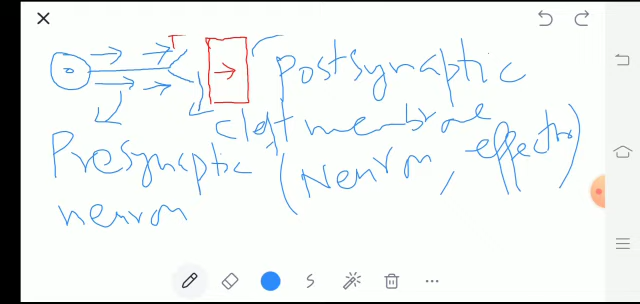 T
Postsynaptic
cleft membrane
Presynaptic (Neuron, effector)
neuron